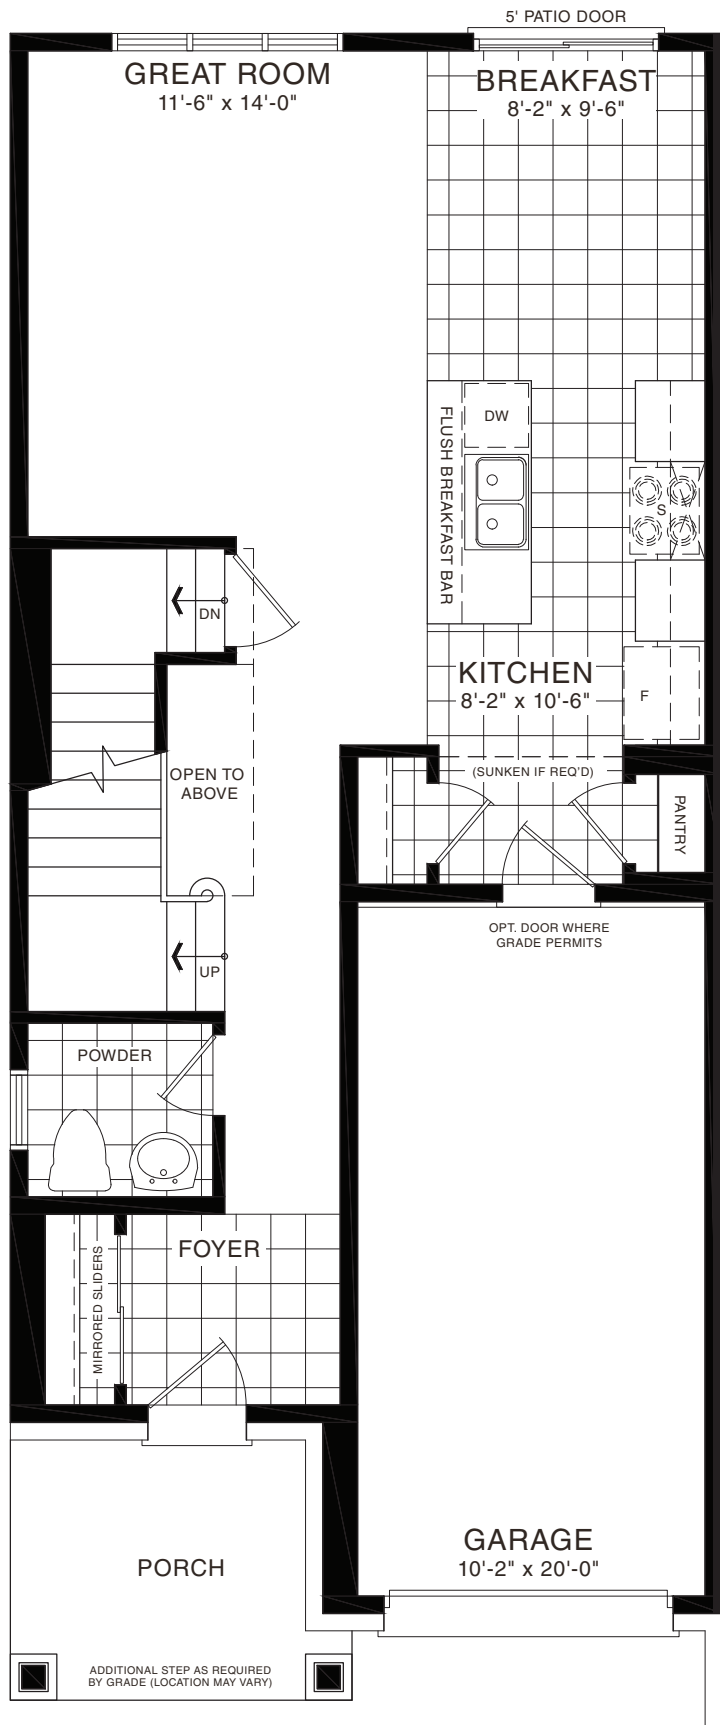 5' PATIO DOOR
GREAT ROOM
11'-6" x 14'-0"
BREAKFAST
8'-2" x 9'-6"
DW
FLUSH BREAKFAST BAR
S
DN
KITCHEN
8'-2" x 10'-6"
F
OPEN TO
ABOVE
(SUNKEN IF REQ'D)
PANTRY
OPT. DOOR WHERE
GRADE PERMITS
UP
POWDER
FOYER
MIRRORED SLIDERS
GARAGE
10'-2" x 20'-0"
PORCH
ADDITIONAL STEP AS REQUIRED
BY GRADE (LOCATION MAY VARY)